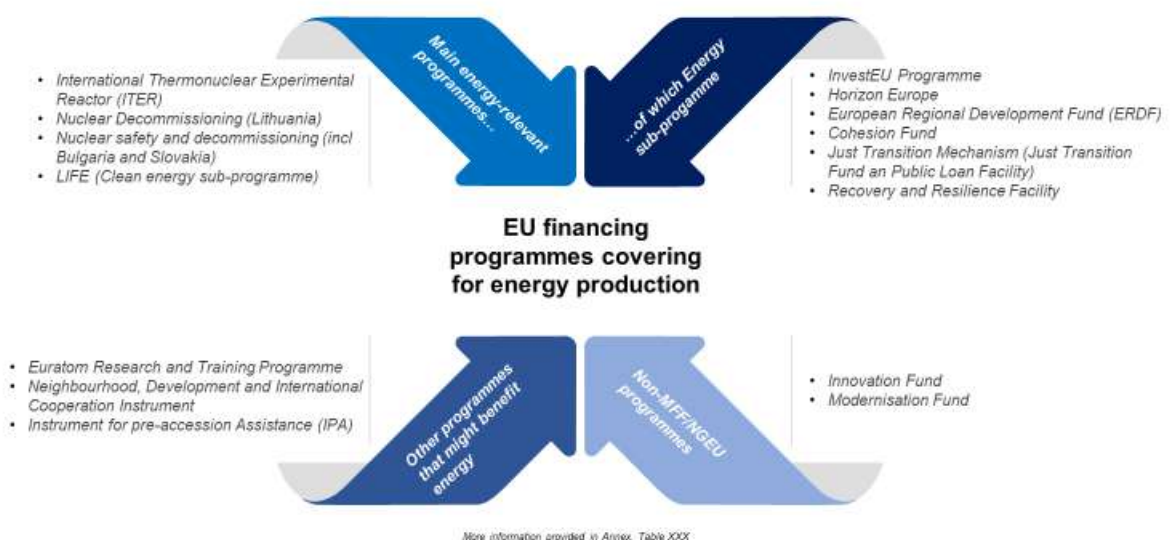 Main energy-relevant
programmes...
...of which Energy
sub-progamme
• International Thermonuclear Experimental
Reactor (ITER)
• Nuclear Decommissioning (Lithuania)
• Nuclear safety and decommissioning (incl
Bulgaria and Slovakia)
• LIFE (Clean energy sub-programme)
• InvestEU Programme
• Horizon Europe
• European Regional Development Fund (ERDF)
• Cohesion Fund
• Just Transition Mechanism (Just Transition
Fund an Public Loan Facility)
• Recovery and Resilience Facility
EU financing
programmes covering
for energy production
• Euratom Research and Training Programme
• Neighbourhood, Development and International
Cooperation Instrument
• Instrument for pre-accession Assistance (IPA)
Other programmes
that might benefit
energy
Non-MFF/NGEU
programmes
• Innovation Fund
• Modernisation Fund
More information provided in Annex, Table XXX